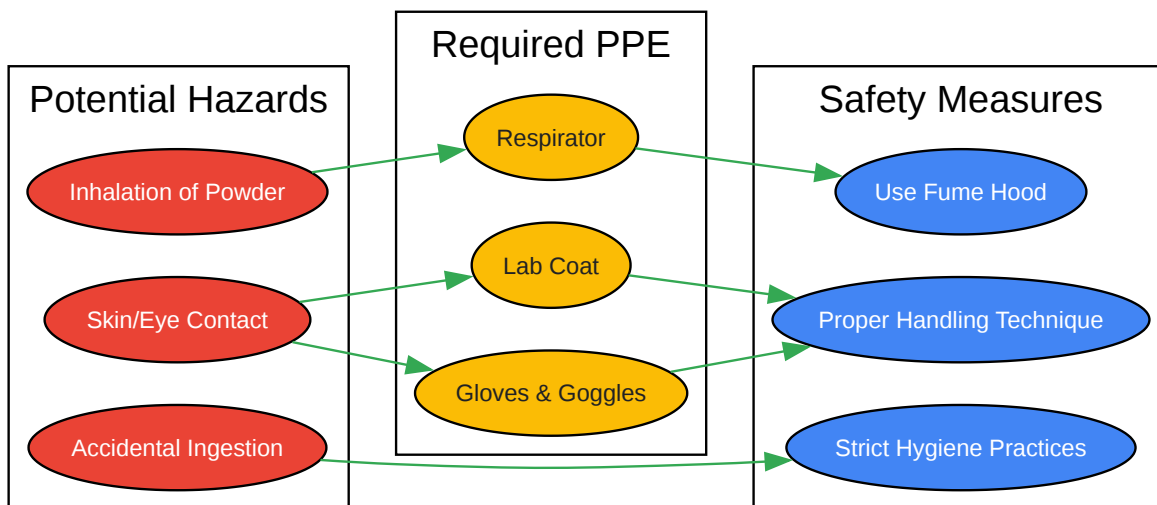 Potential Hazards
Inhalation of Powder
Skin/Eye Contact
Accidental Ingestion
Required PPE
Respirator
Lab Coat
Gloves & Goggles
Safety Measures
Use Fume Hood
Proper Handling Technique
Strict Hygiene Practices